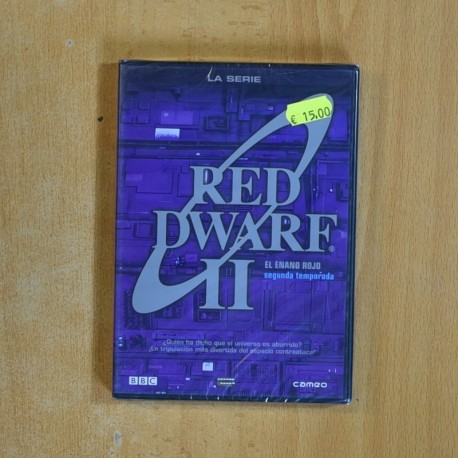 LA SERIE
€ 15,00
RED
DWARF®
II
EL ENANO ROJO
segunda temporada
¿Quién ha dicho que el universo es aburrido?
¡La tripulación más divertida del espacio contraataca!
BBC
cameo